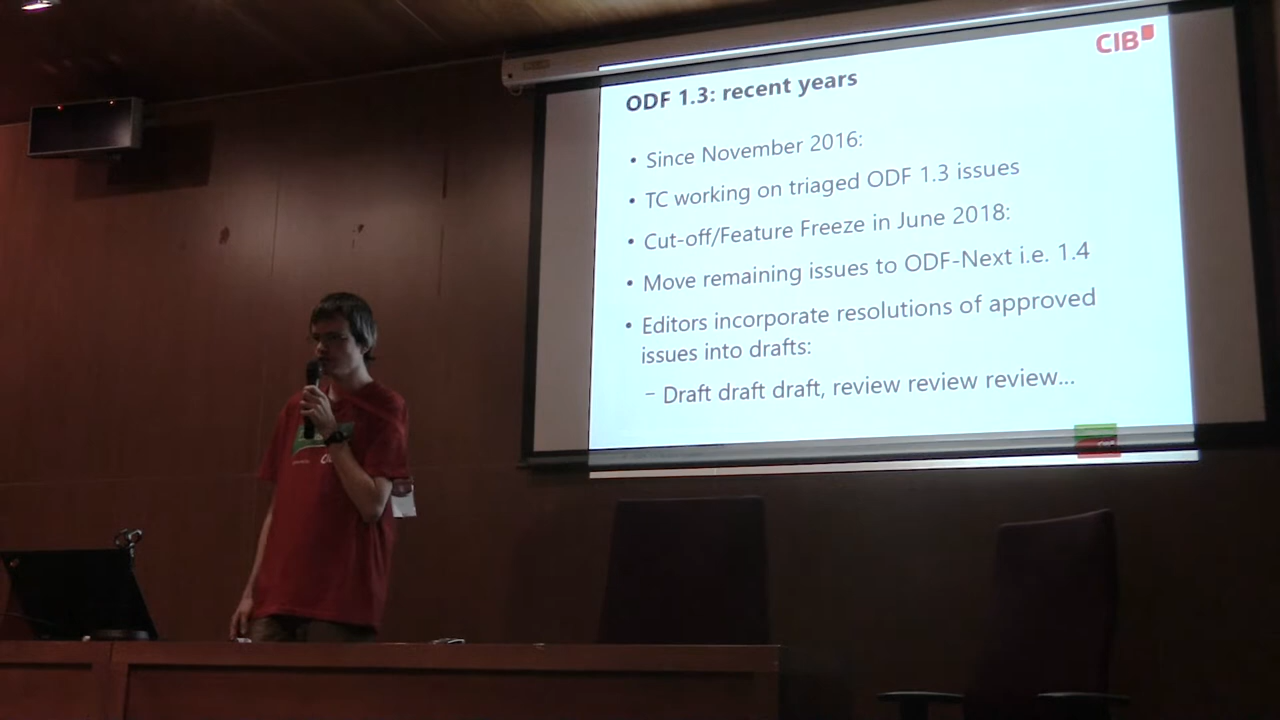 CIB
ODF 1.3: recent years
• Since November 2016:
• TC working on triaged ODF 1.3 issues
• Cut-off/Feature Freeze in June 2018:
• Move remaining issues to ODF-Next i.e. 1.4
• Editors incorporate resolutions of approved
issues into drafts:
– Draft draft draft, review review review...